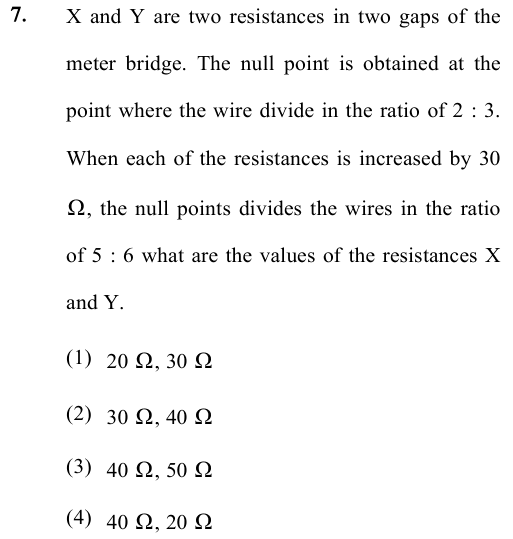 7. X and Y are two resistances in two gaps of the
meter bridge. The null point is obtained at the
point where the wire divide in the ratio of 2 : 3.
When each of the resistances is increased by 30
Ω, the null points divides the wires in the ratio
of 5 : 6 what are the values of the resistances X
and Y.
(1) 20 Ω, 30 Ω
(2) 30 Ω, 40 Ω
(3) 40 Ω, 50 Ω
(4) 40 Ω, 20 Ω